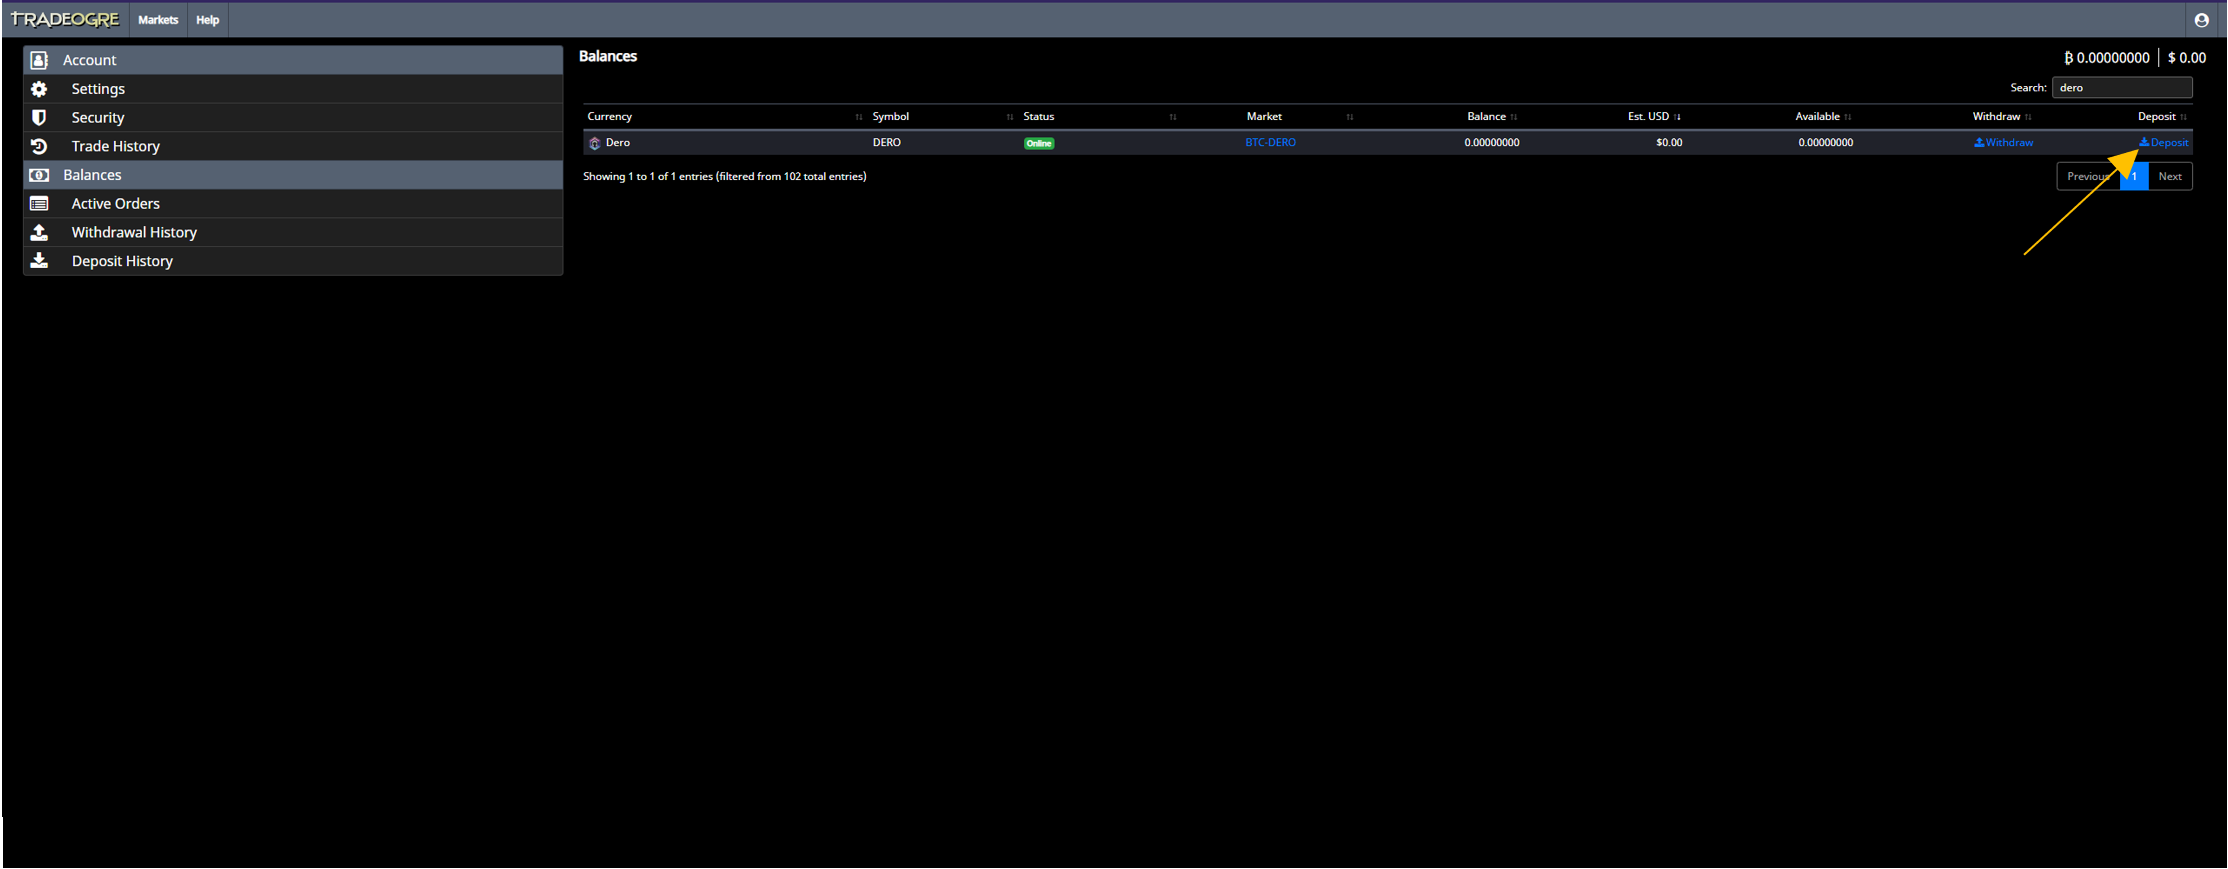 TRADEOGRE Markets Help
Account
Settings
Security
Trade History
Balances
Active Orders
Withdrawal History
Deposit History
Balances
₿ 0.00000000 | $ 0.00
Search: dero
Currency Symbol Status Market Balance Est. USD Available Withdraw Deposit
Dero DERO Online BTC-DERO 0.00000000 $0.00 0.00000000 Withdraw Deposit
Showing 1 to 1 of 1 entries (filtered from 102 total entries)
Previous 1 Next